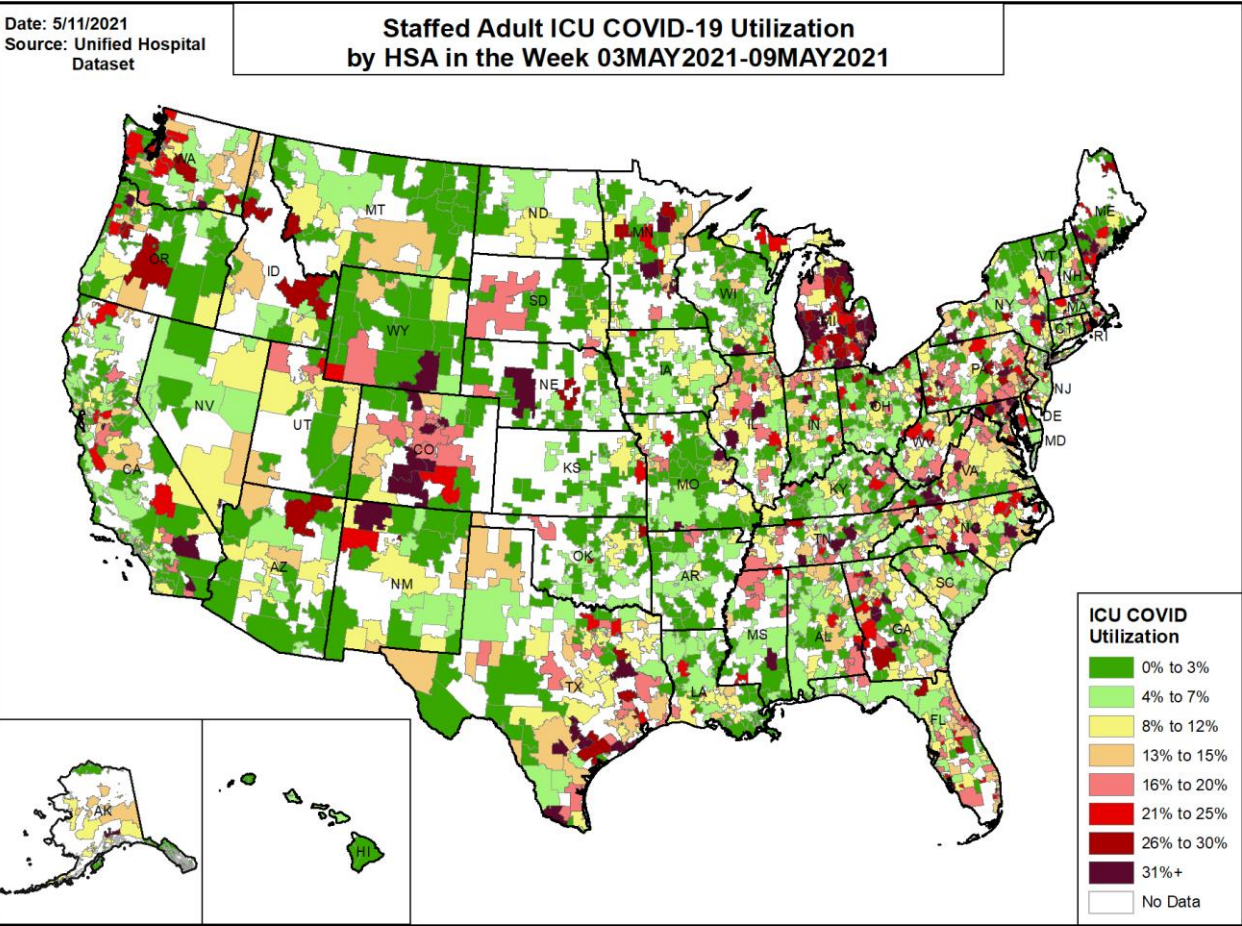 Date: 5/11/2021
Source: Unified Hospital
Dataset
Staffed Adult ICU COVID-19 Utilization
by HSA in the Week 03MAY2021-09MAY2021
WA
MT
ND
MN
ME
OR
ID
SD
WI
MI
VT
NH
NY
MA
CT
RI
WY
NE
IA
PA
NJ
NV
UT
CO
KS
MO
IL
IN
OH
DE
MD
WV
VA
KY
CA
AZ
NM
OK
AR
TN
NC
SC
MS
AL
GA
TX
LA
FL
AK
HI
ICU COVID
Utilization
0% to 3%
4% to 7%
8% to 12%
13% to 15%
16% to 20%
21% to 25%
26% to 30%
31%+
No Data